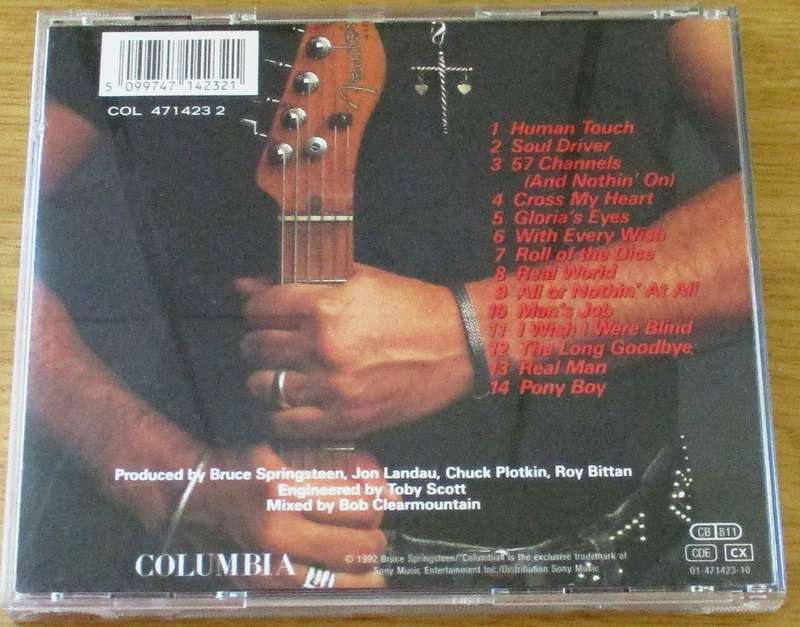 5 099747 142321
COL 471423 2
Fender
1 Human Touch
2 Soul Driver
3 57 Channels
(And Nothin' On)
4 Cross My Heart
5 Gloria's Eyes
6 With Every Wish
7 Roll of the Dice
8 Real World
9 All or Nothin' At All
10 Man's Job
11 I Wish I Were Blind
12 The Long Goodbye
13 Real Man
14 Pony Boy
Produced by Bruce Springsteen, Jon Landau, Chuck Plotkin, Roy Bittan
Engineered by Toby Scott
Mixed by Bob Clearmountain
COLUMBIA
© 1992 Bruce Springsteen/"Columbia" is the exclusive trademark of
Sony Music Entertainment Inc./Distribution Sony Music
CB 811
CDE CX
01-471423-10